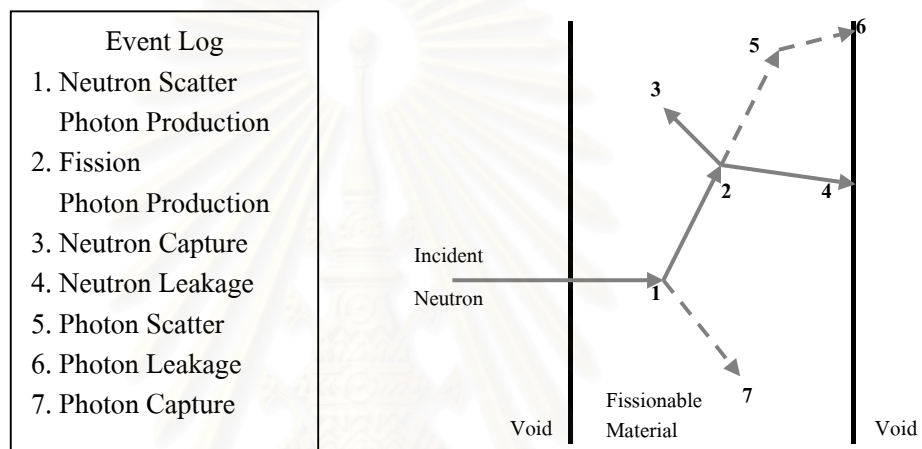 Event Log
1. Neutron Scatter
Photon Production
2. Fission
Photon Production
3. Neutron Capture
4. Neutron Leakage
5. Photon Scatter
6. Photon Leakage
7. Photon Capture
6
5
3
2
4
Incident
Neutron
1
7
Void
Fissionable
Material
Void